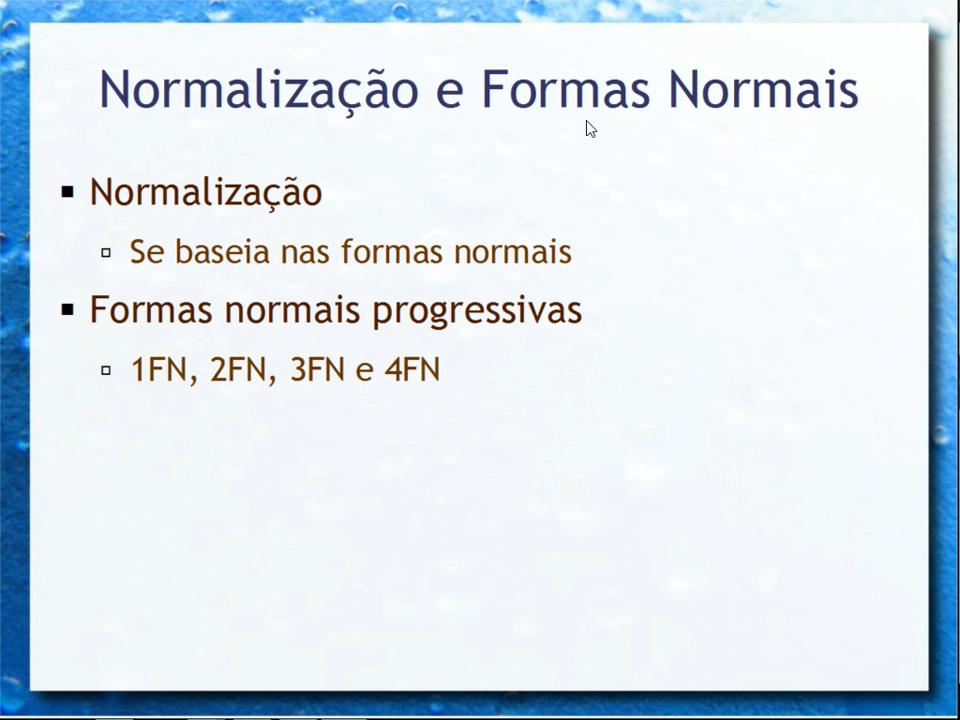 Normalização e Formas Normais
Normalização
Se baseia nas formas normais
Formas normais progressivas
1FN, 2FN, 3FN e 4FN